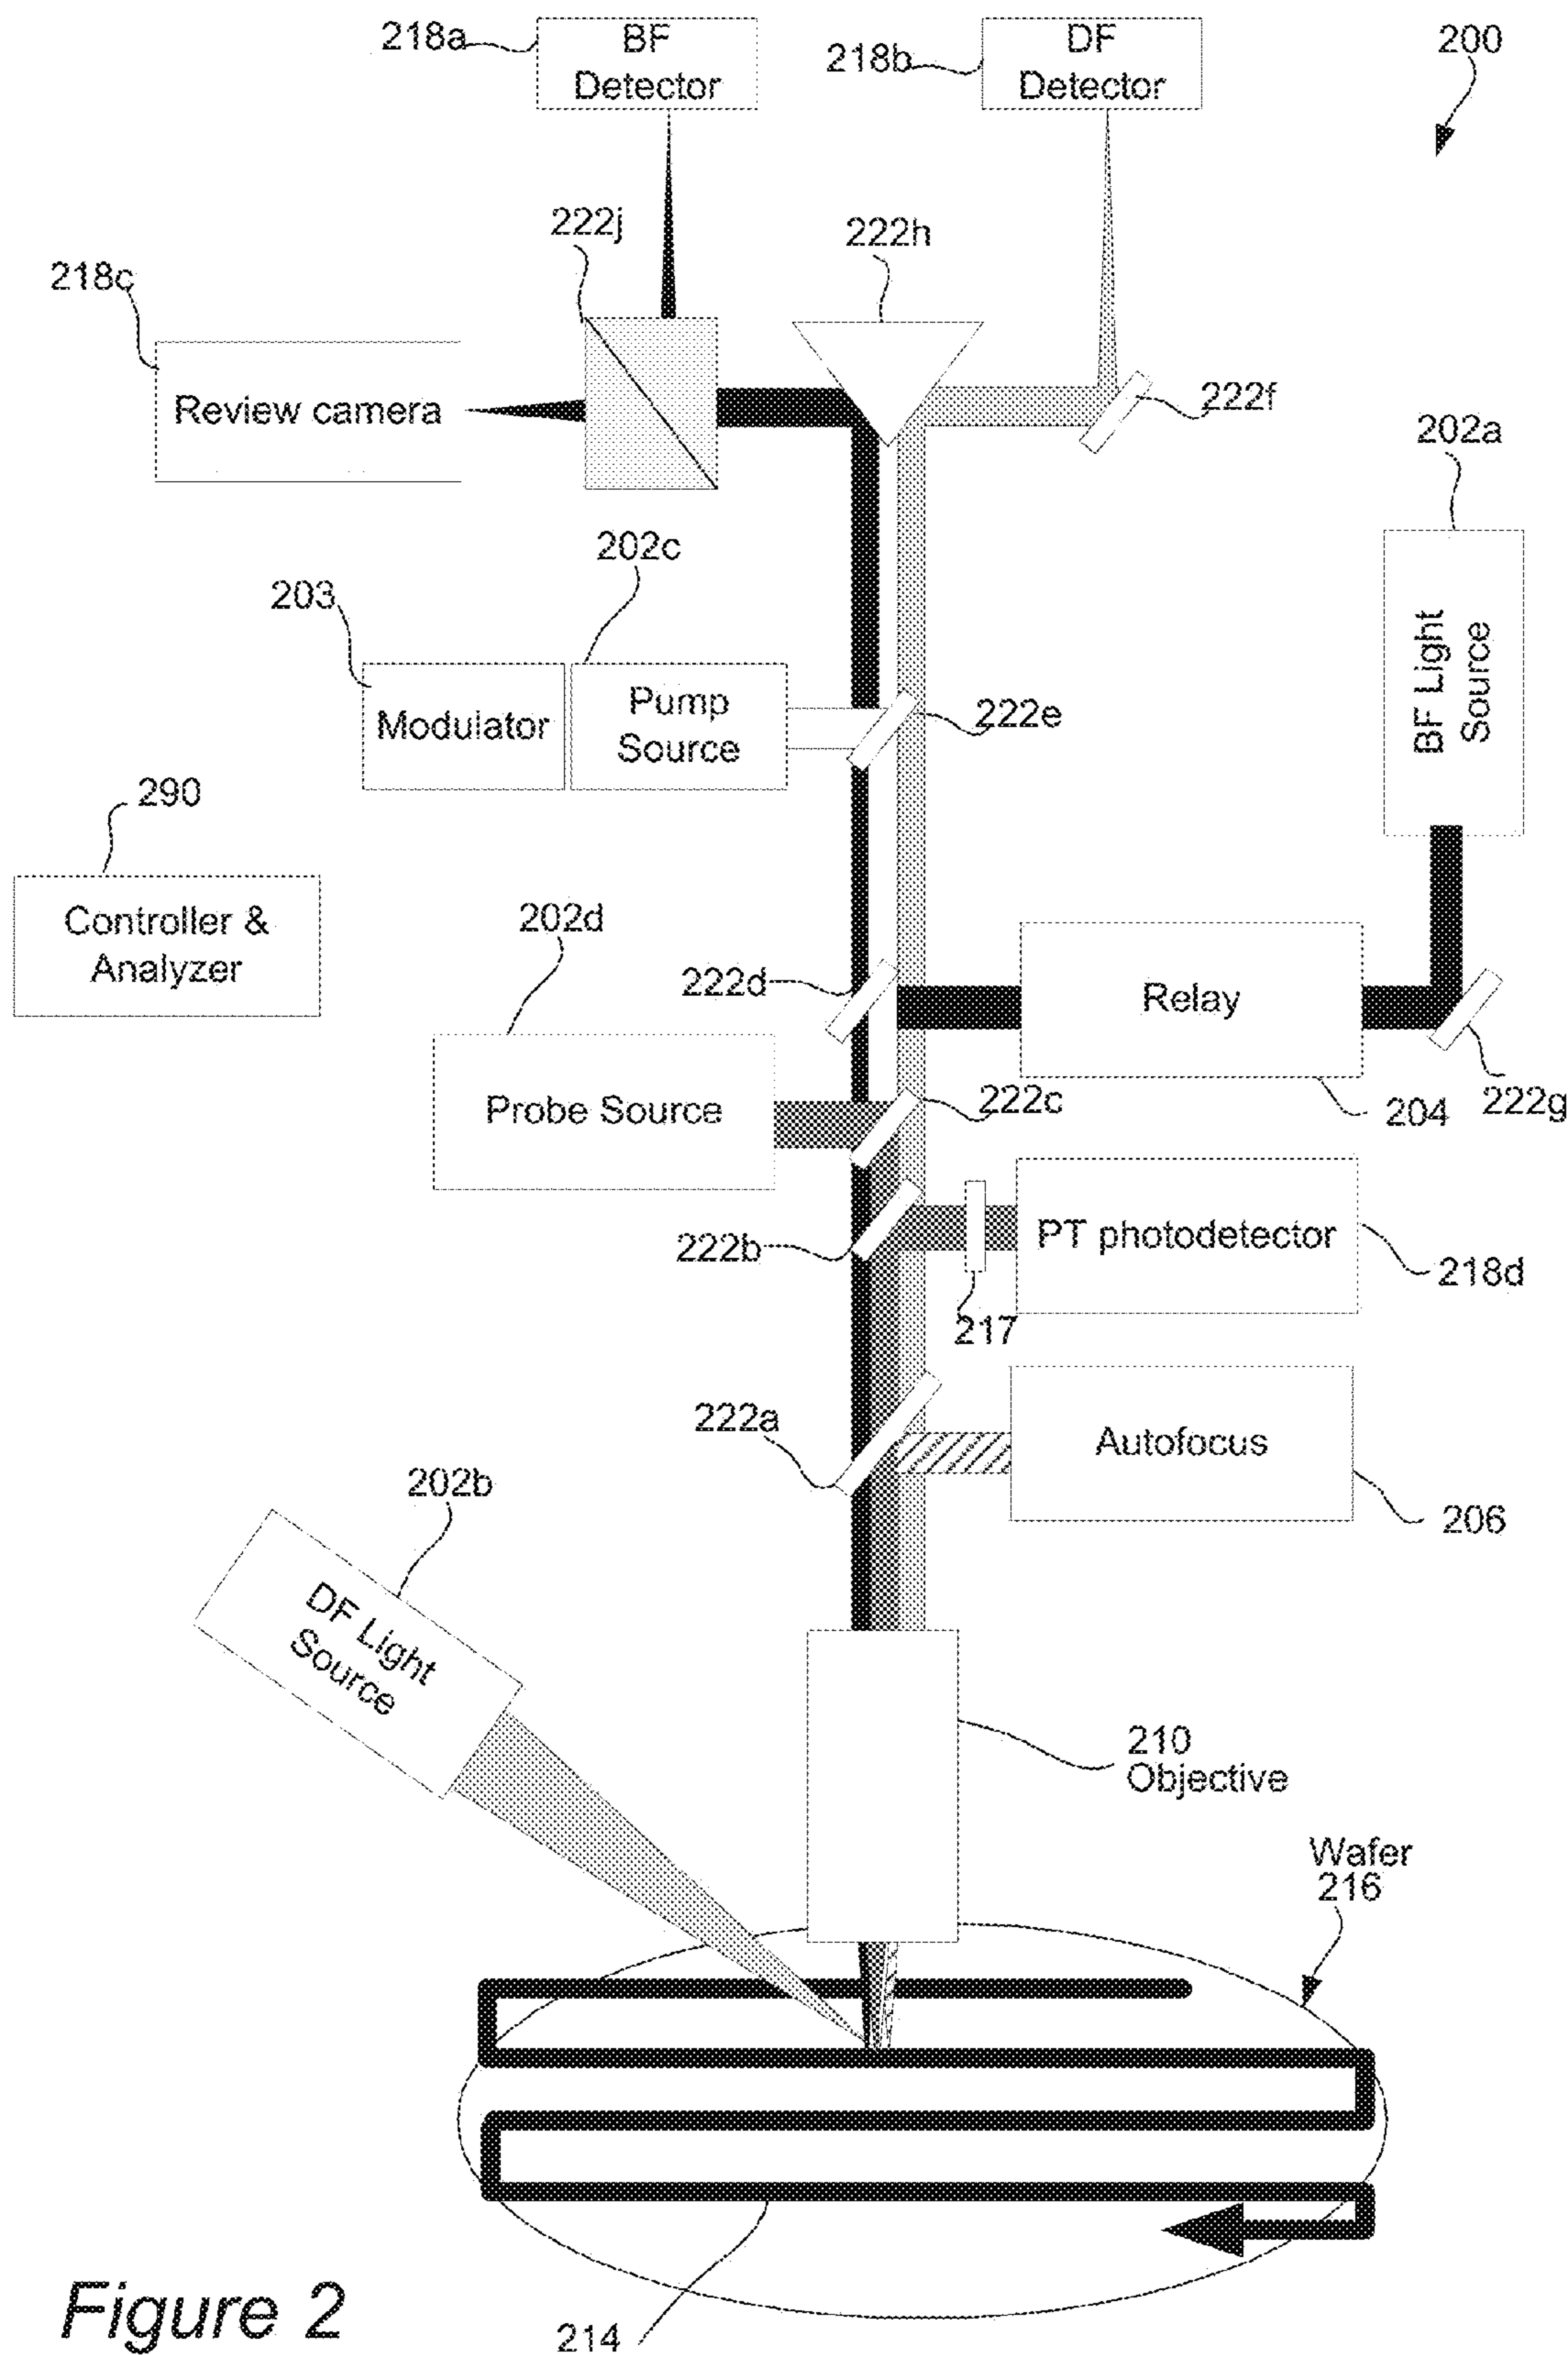 218a
BF
Detector
218b
DF
Detector
200
222j
222h
218c
Review camera
222f
202a
BF Light
Source
202c
203
Modulator
Pump
Source
222e
290
Controller &
Analyzer
202d
222d
Relay
Probe Source
222c
204
222g
222b
PT photodetector
218d
217
222a
Autofocus
206
202b
DF Light
Source
210
Objective
Wafer
216
214
Figure 2